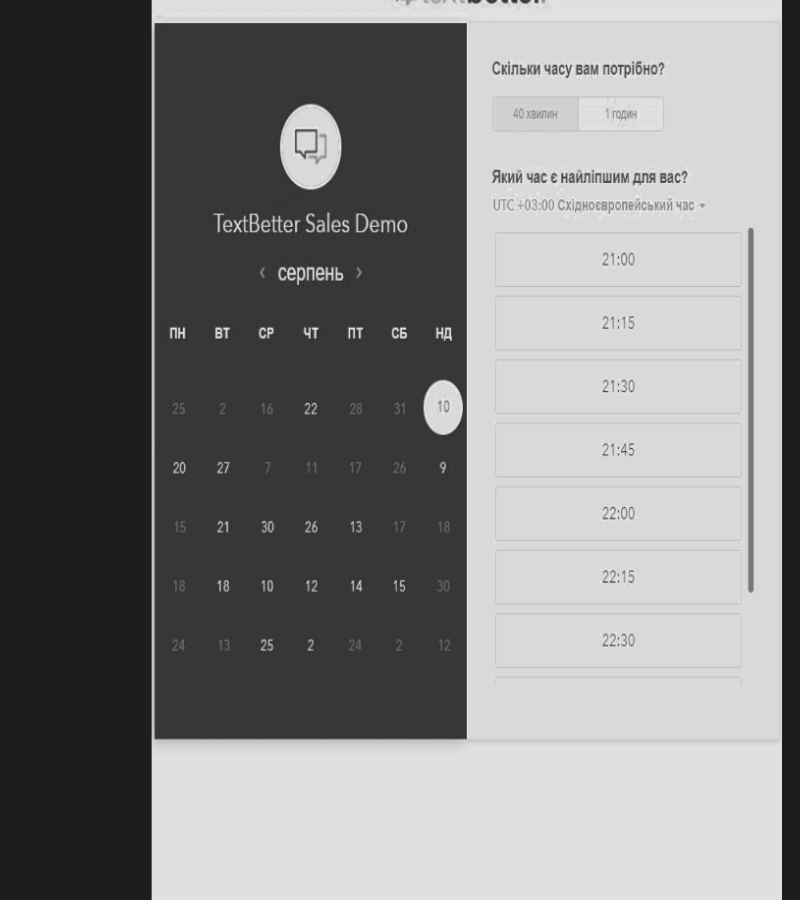 textbetter
TextBetter Sales Demo
‹ серпень ›
ПН ВТ СР ЧТ ПТ СБ НД
25 2 16 22 28 31 10
20 27 7 11 17 26 9
15 21 30 26 13 17 18
18 18 10 12 14 15 30
24 13 25 2 24 2 12
Скільки часу вам потрібно?
40 хвилин 1 годин
Який час є найліпшим для вас?
UTC +03:00 Східноєвропейський час
21:00
21:15
21:30
21:45
22:00
22:15
22:30